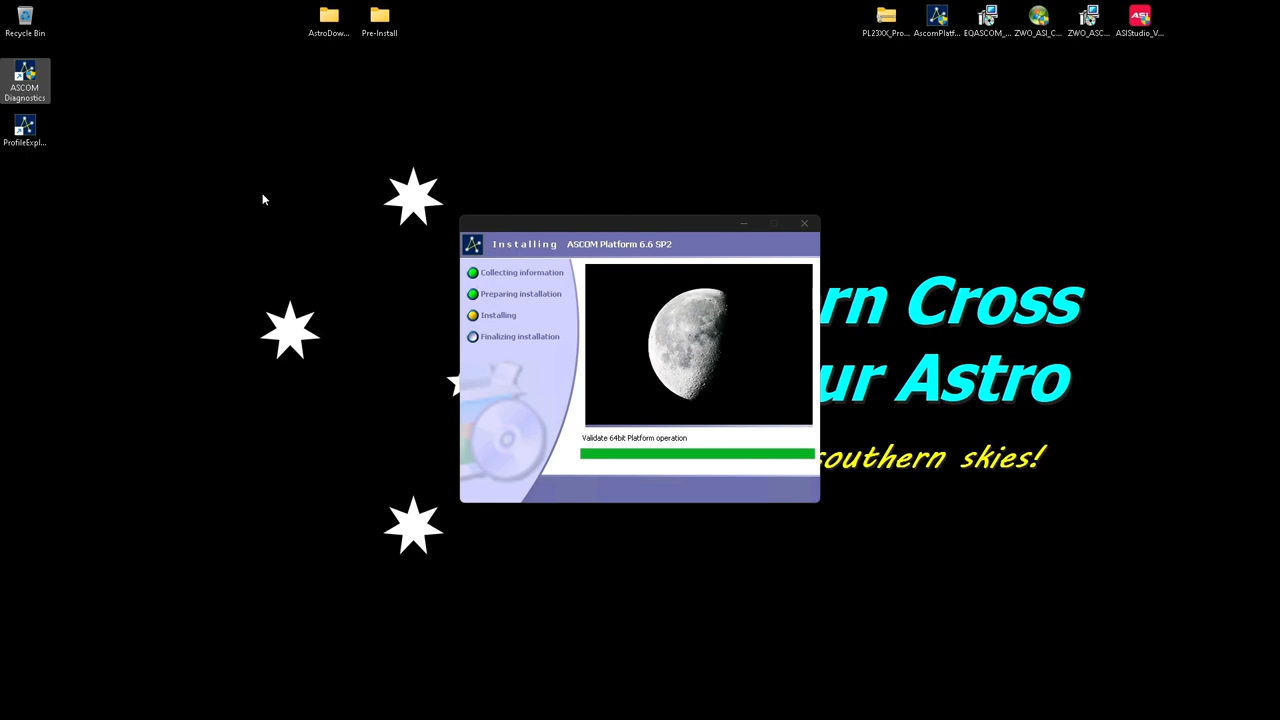 Recycle Bin
AstroDow...
Pre-Install
PL23XX_Pro...
AscomPlatf...
EQASCOM_...
ZWO_ASI_C...
ZWO_ASC...
ASIStudio_V...
ASI
ASCOM
Diagnostics
ProfileExpl...
Installing ASCOM Platform 6.6 SP2
Collecting information
Preparing installation
Installing
Finalizing installation
Validate 64bit Platform operation
rn Cross
ur Astro
southern skies!